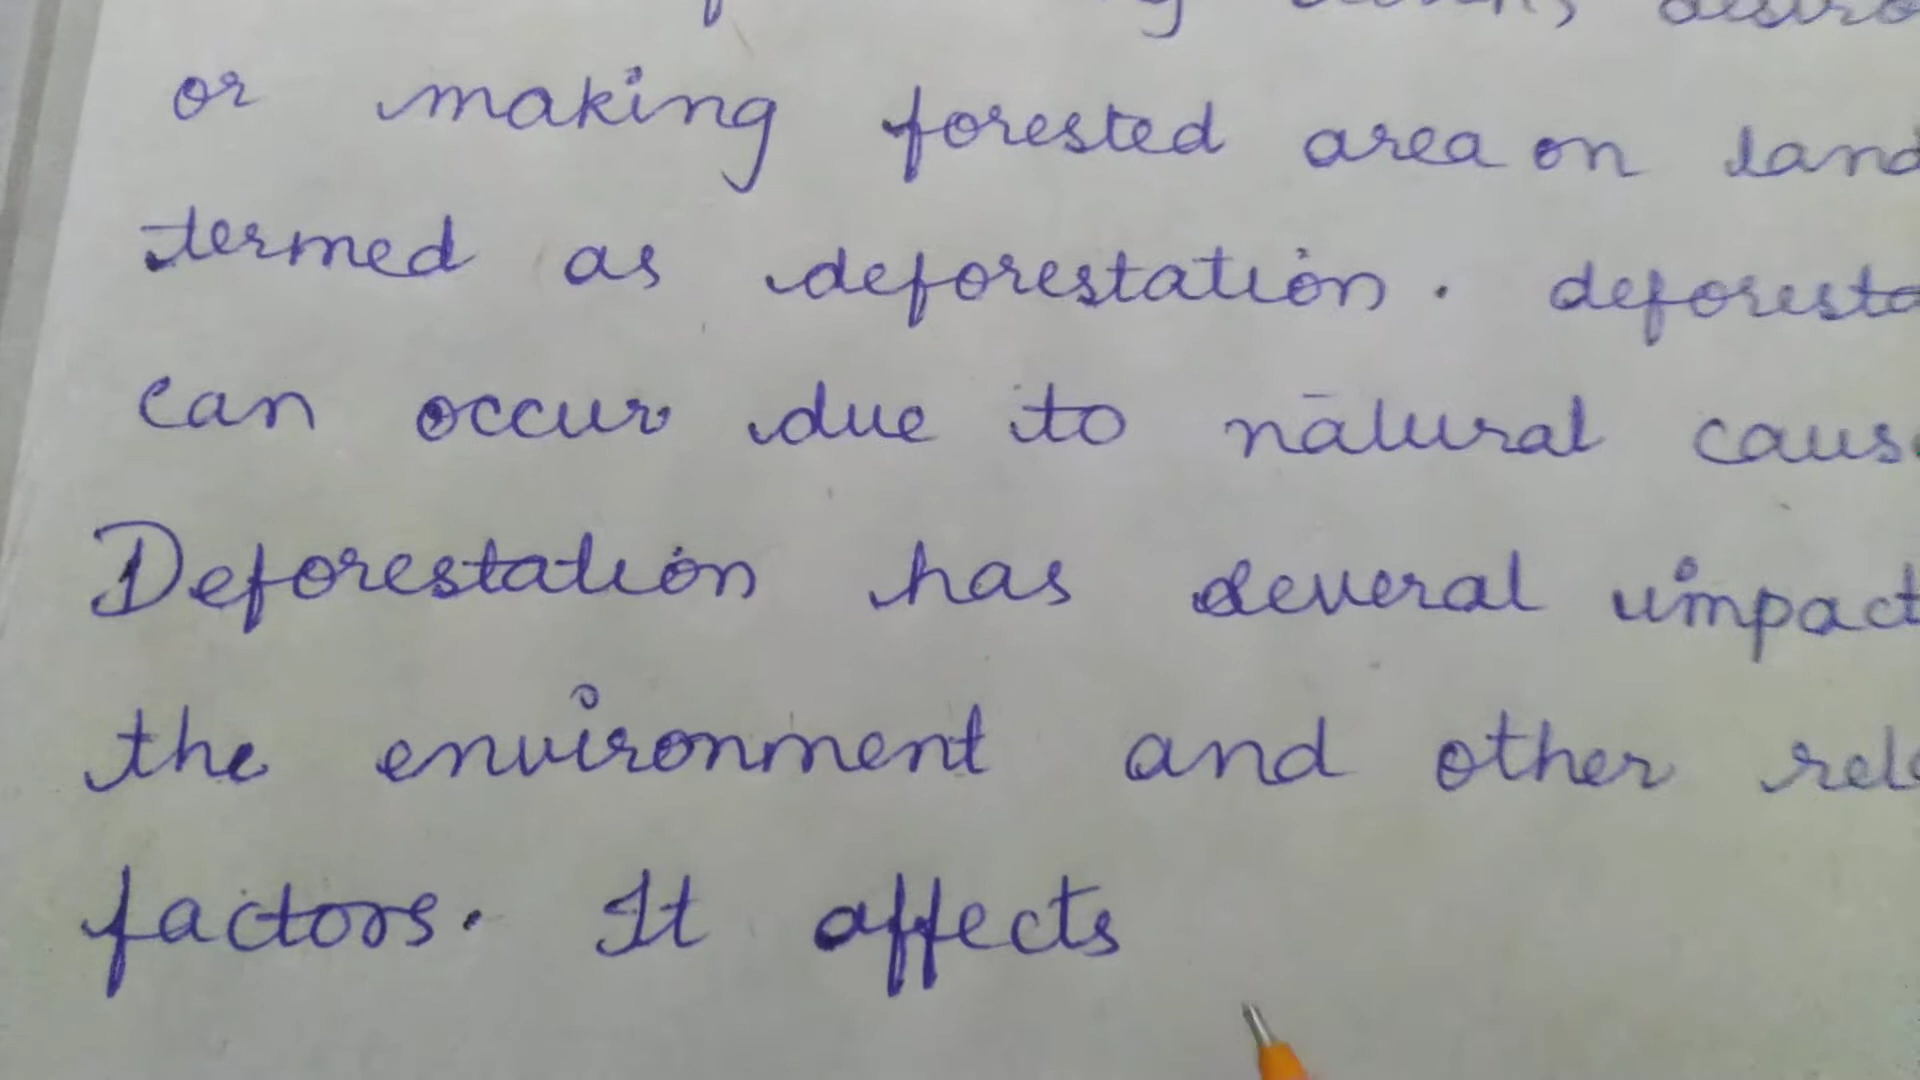 or making forested area on land
termed as deforestation. deforesta
can occur due to natural caus
Deforestation has several impact
the environment and other rel
factors. It affects